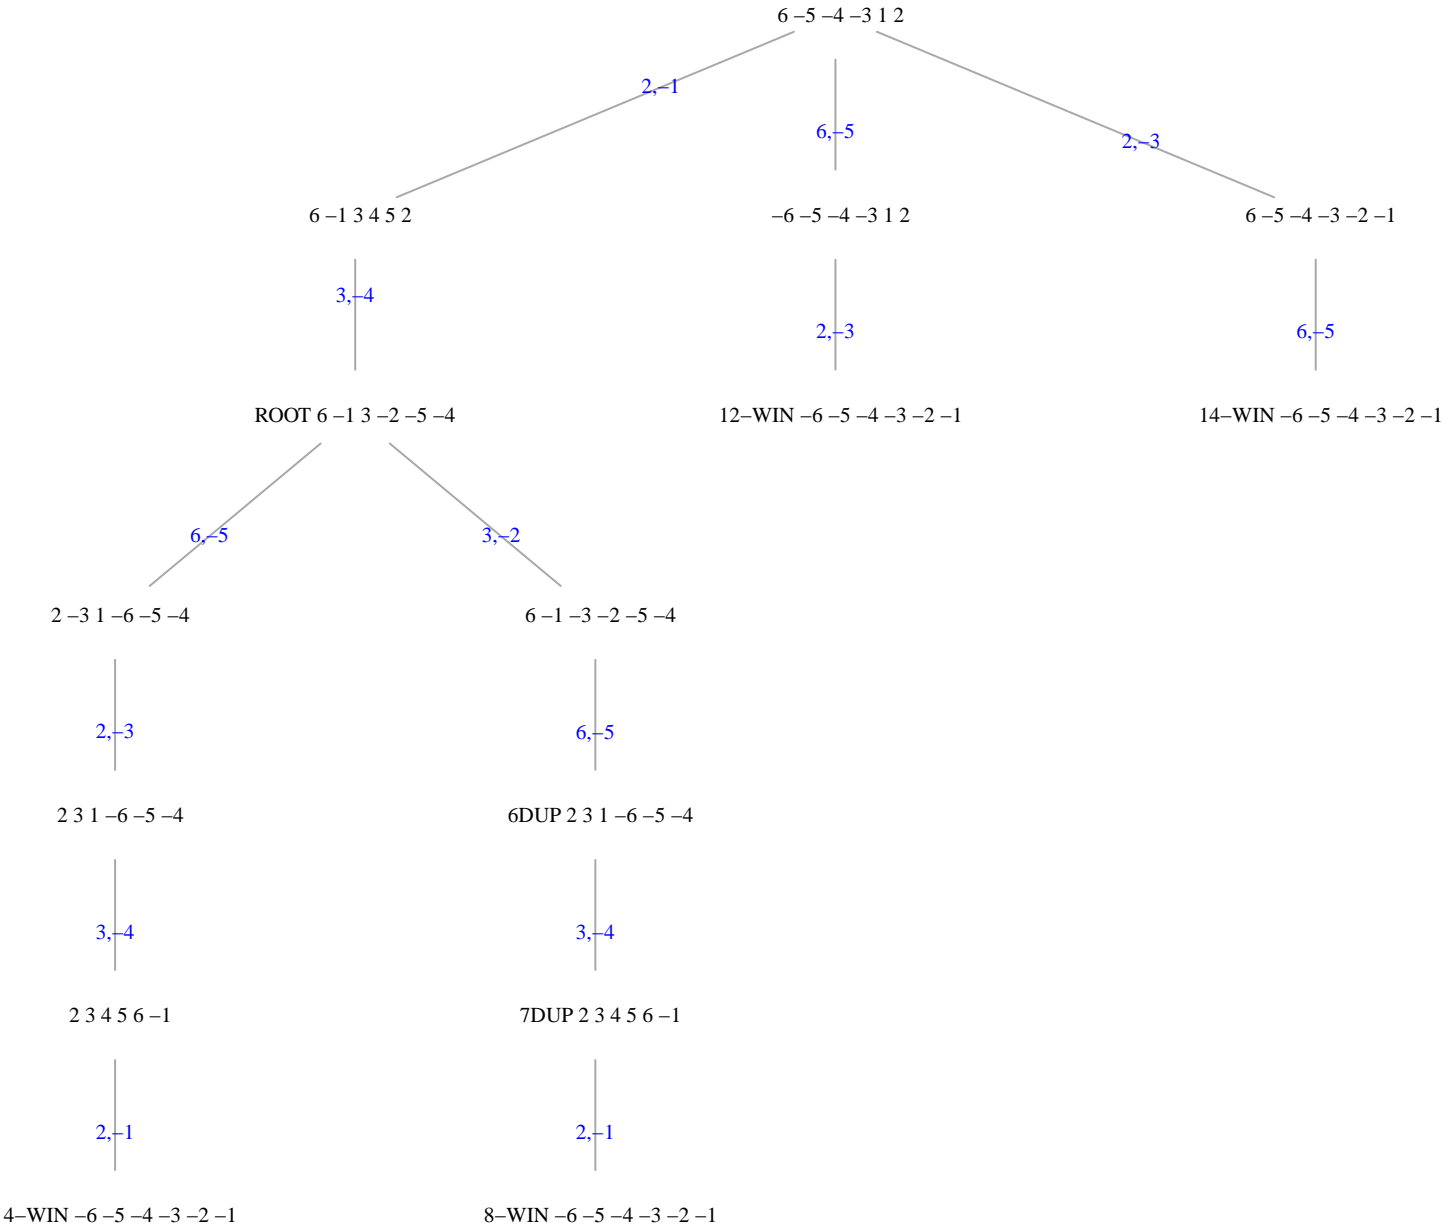 6 –5 –4 –3 1 2
2,–1
6,–5
2,–3
6 –1 3 4 5 2
–6 –5 –4 –3 1 2
6 –5 –4 –3 –2 –1
3,–4
2,–3
6,–5
ROOT 6 –1 3 –2 –5 –4
12–WIN –6 –5 –4 –3 –2 –1
14–WIN –6 –5 –4 –3 –2 –1
6,–5
3,–2
2 –3 1 –6 –5 –4
6 –1 –3 –2 –5 –4
2,–3
6,–5
2 3 1 –6 –5 –4
6DUP 2 3 1 –6 –5 –4
3,–4
3,–4
2 3 4 5 6 –1
7DUP 2 3 4 5 6 –1
2,–1
2,–1
4–WIN –6 –5 –4 –3 –2 –1
8–WIN –6 –5 –4 –3 –2 –1